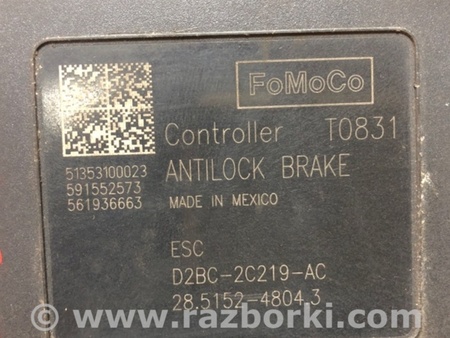 FoMoCo
Controller T0831
51353100023
591552573
561936663
ANTILOCK BRAKE
MADE IN MEXICO
ESC
D2BC-2C219-AC
28.5152-4804.3
© www.razborki.com